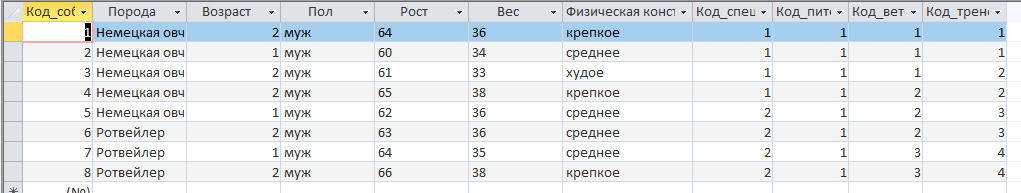 Код_соб Порода Возраст Пол Рост Вес Физическая конст Код_спец Код_пито Код_вете Код_трене
1 Немецкая овч 2 муж 64 36 крепкое 1 1 1 1
2 Немецкая овч 1 муж 60 34 среднее 1 1 1 1
3 Немецкая овч 2 муж 61 33 худое 1 1 1 2
4 Немецкая овч 2 муж 65 38 крепкое 1 1 2 2
5 Немецкая овч 1 муж 62 36 среднее 2 1 2 3
6 Ротвейлер 2 муж 63 36 среднее 2 1 2 3
7 Ротвейлер 1 муж 64 35 среднее 2 1 3 4
8 Ротвейлер 2 муж 66 38 крепкое 2 1 3 4
(№)